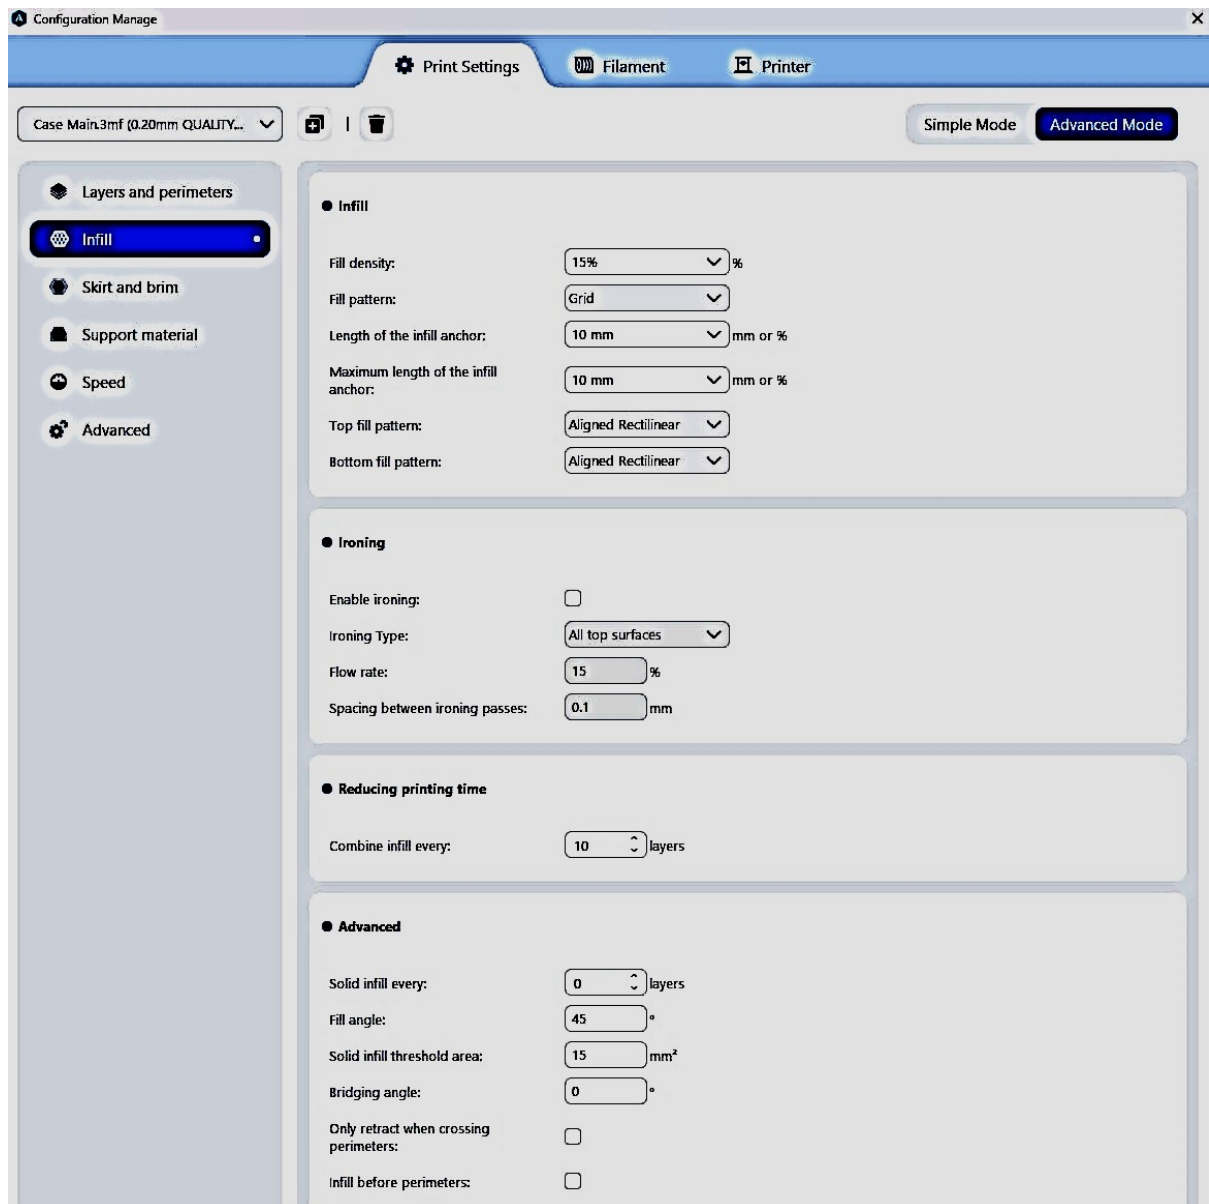 Configuration Manage
Print Settings
Filament
Printer
Case Main.3mf (0.20mm QUALITY...
Simple Mode
Advanced Mode
Layers and perimeters
Infill
Skirt and brim
Support material
Speed
Advanced
Infill
Fill density:
15%
%
Fill pattern:
Grid
Length of the infill anchor:
10 mm
mm or %
Maximum length of the infill
anchor:
10 mm
mm or %
Top fill pattern:
Aligned Rectilinear
Bottom fill pattern:
Aligned Rectilinear
Ironing
Enable ironing:
Ironing Type:
All top surfaces
Flow rate:
15
%
Spacing between ironing passes:
0.1
mm
Reducing printing time
Combine infill every:
10
layers
Advanced
Solid infill every:
0
layers
Fill angle:
45
°
Solid infill threshold area:
15
mm²
Bridging angle:
0
°
Only retract when crossing
perimeters:
Infill before perimeters: